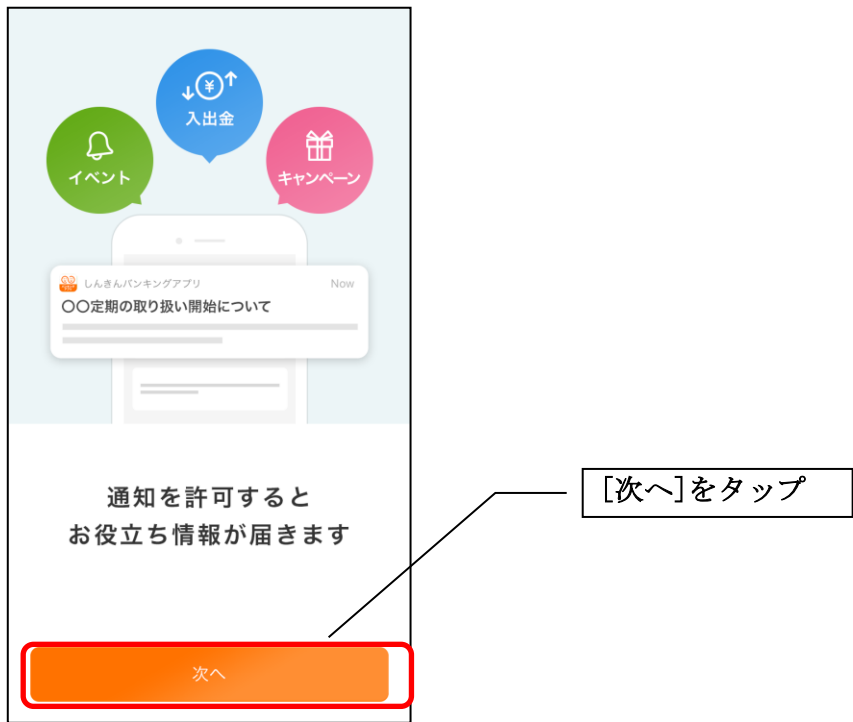 入出金
イベント
キャンペーン
しんきんバンキングアプリ Now
〇〇定期の取り扱い開始について
通知を許可すると
お役立ち情報が届きます
[次へ]をタップ
次へ